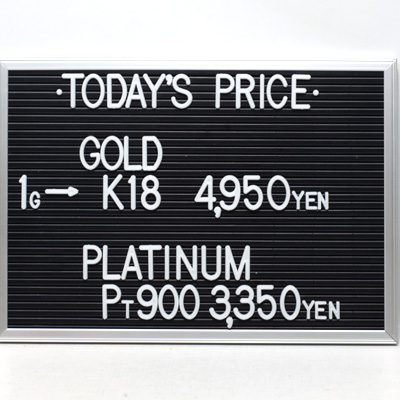 ·TODAY'S PRICE·
GOLD
1G→ K18 4,950YEN
PLATINUM
PT900 3,350YEN